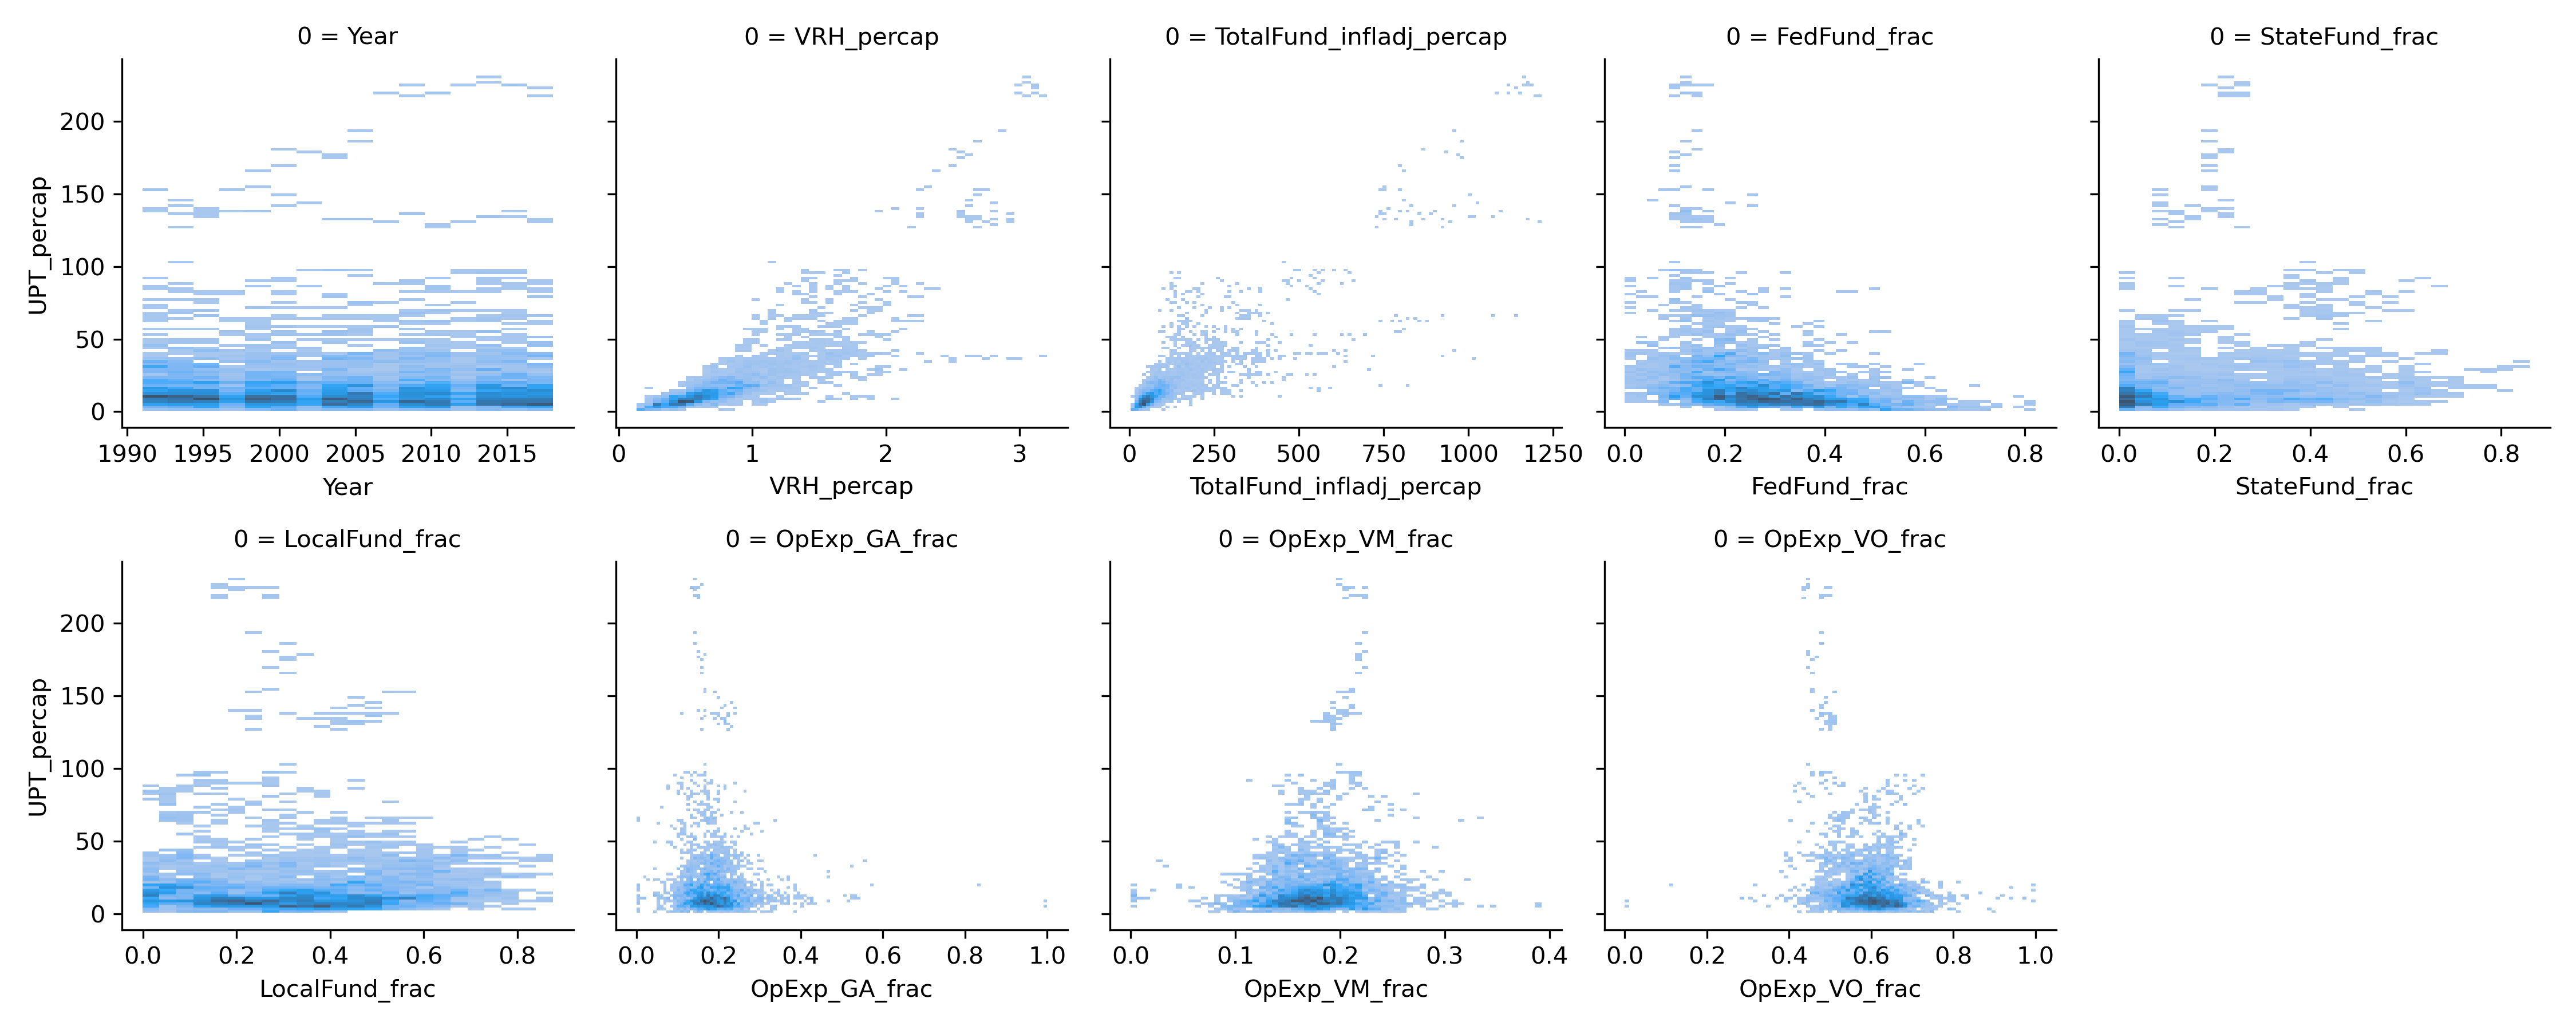 0 = Year
0 = VRH_percap
0 = TotalFund_infladj_percap
0 = FedFund_frac
0 = StateFund_frac
UPT_percap
200
150
100
50
0
1990 1995 2000 2005 2010 2015
0 1 2 3
0 250 500 750 1000 1250
0.0 0.2 0.4 0.6 0.8
0.0 0.2 0.4 0.6 0.8
Year
VRH_percap
TotalFund_infladj_percap
FedFund_frac
StateFund_frac
0 = LocalFund_frac
0 = OpExp_GA_frac
0 = OpExp_VM_frac
0 = OpExp_VO_frac
UPT_percap
200
150
100
50
0
0.0 0.2 0.4 0.6 0.8
0.0 0.2 0.4 0.6 0.8 1.0
0.0 0.1 0.2 0.3 0.4
0.0 0.2 0.4 0.6 0.8 1.0
LocalFund_frac
OpExp_GA_frac
OpExp_VM_frac
OpExp_VO_frac